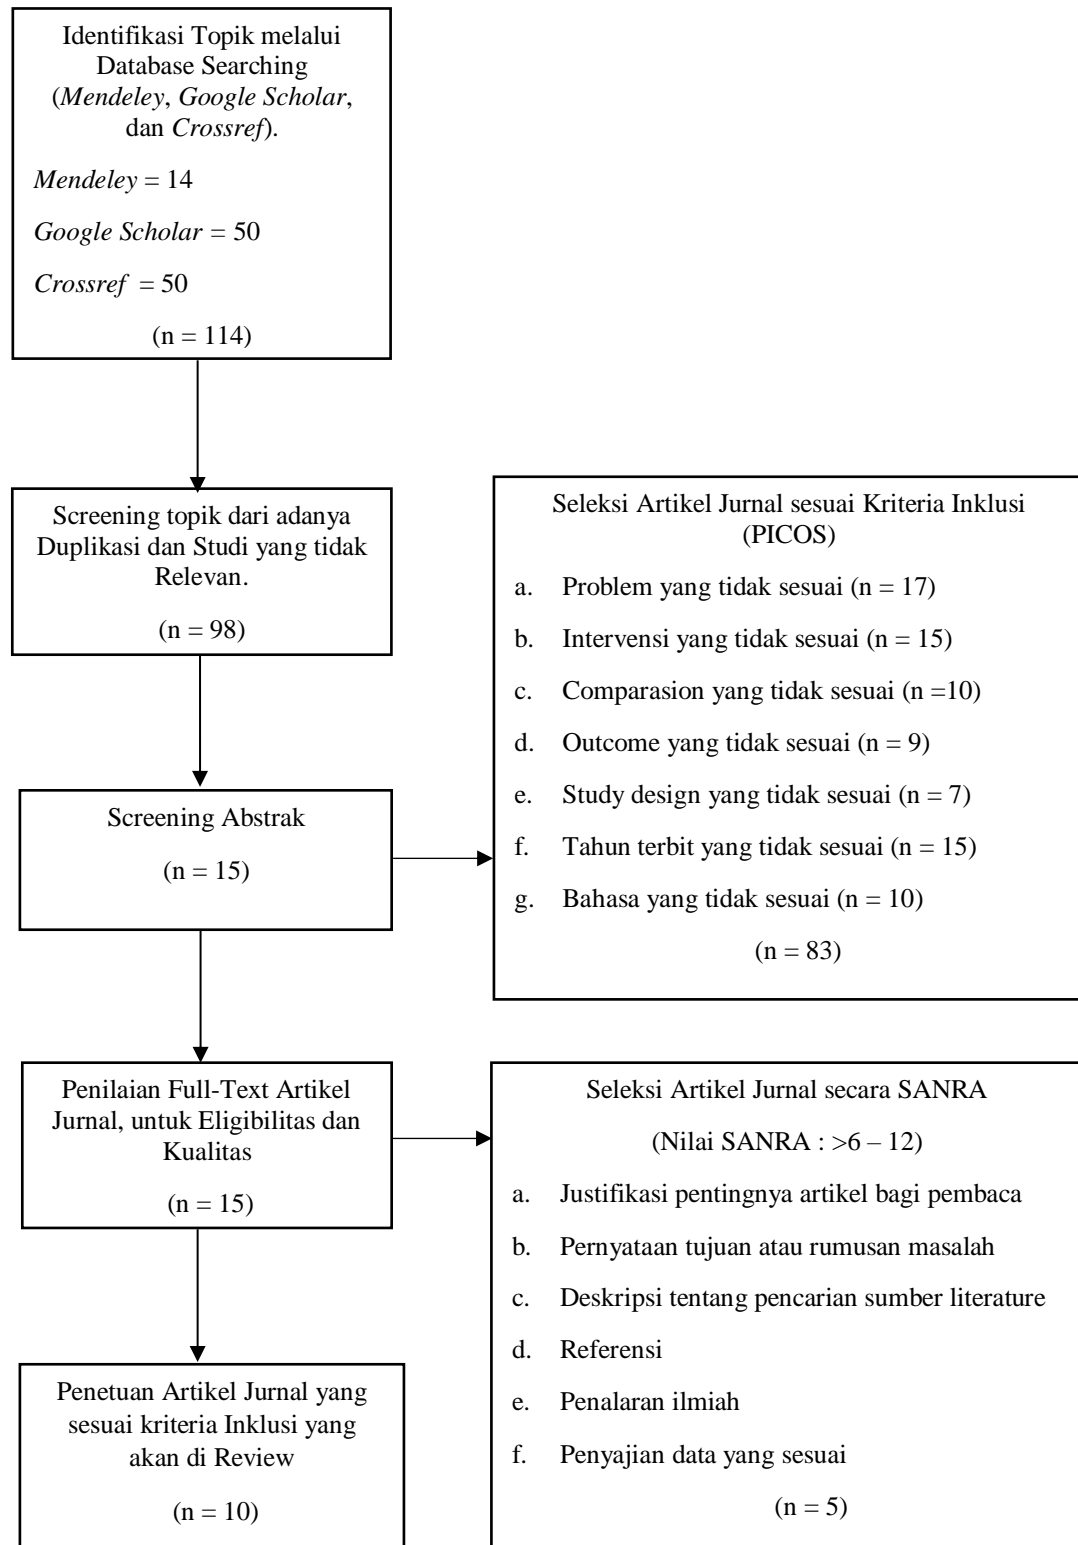 Identifikasi Topik melalui
Database Searching
(Mendeley, Google Scholar,
dan Crossref).
Mendeley = 14
Google Scholar = 50
Crossref = 50
(n = 114)
Screening topik dari adanya
Duplikasi dan Studi yang tidak
Relevan.
(n = 98)
Seleksi Artikel Jurnal sesuai Kriteria Inklusi
(PICOS)
a. Problem yang tidak sesuai (n = 17)
b. Intervensi yang tidak sesuai (n = 15)
c. Comparasion yang tidak sesuai (n =10)
d. Outcome yang tidak sesuai (n = 9)
e. Study design yang tidak sesuai (n = 7)
f. Tahun terbit yang tidak sesuai (n = 15)
g. Bahasa yang tidak sesuai (n = 10)
(n = 83)
Screening Abstrak
(n = 15)
Penilaian Full-Text Artikel
Jurnal, untuk Eligibilitas dan
Kualitas
(n = 15)
Seleksi Artikel Jurnal secara SANRA
(Nilai SANRA : >6 – 12)
a. Justifikasi pentingnya artikel bagi pembaca
b. Pernyataan tujuan atau rumusan masalah
c. Deskripsi tentang pencarian sumber literature
d. Referensi
e. Penalaran ilmiah
f. Penyajian data yang sesuai
(n = 5)
Penetuan Artikel Jurnal yang
sesuai kriteria Inklusi yang
akan di Review
(n = 10)